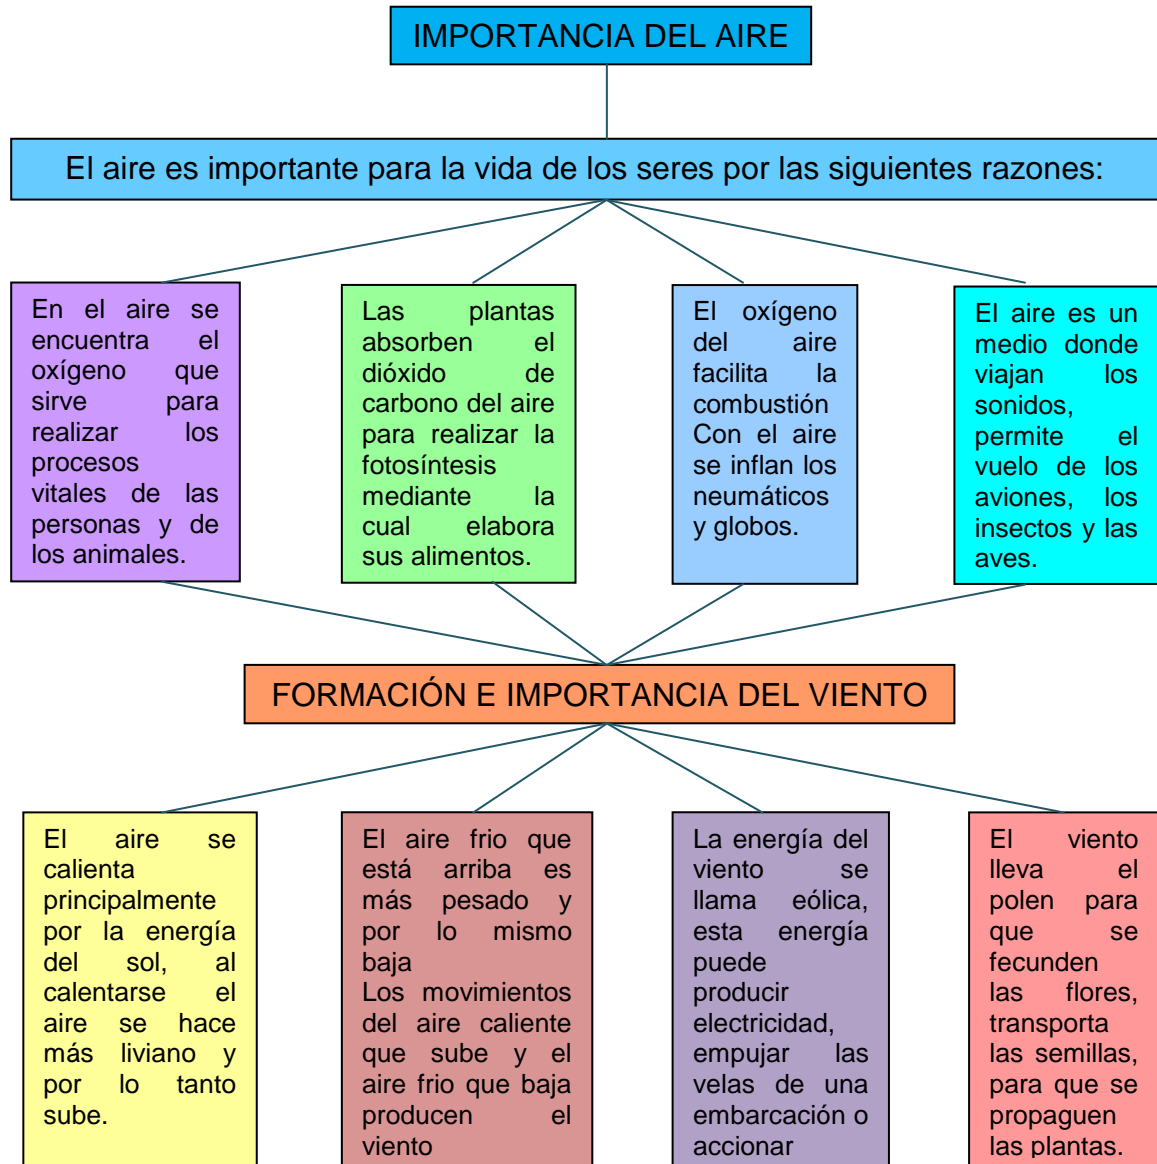 IMPORTANCIA DEL AIRE
El aire es importante para la vida de los seres por las siguientes razones:
En el aire se
encuentra el
oxígeno que
sirve para
realizar los
procesos
vitales de las
personas y de
los animales.
Las plantas
absorben el
dióxido de
carbono del aire
para realizar la
fotosíntesis
mediante la
cual elabora
sus alimentos.
El oxígeno
del aire
facilita la
combustión
Con el aire
se inflan los
neumáticos
y globos.
El aire es un
medio donde
viajan los
sonidos,
permite el
vuelo de los
aviones, los
insectos y las
aves.
FORMACIÓN E IMPORTANCIA DEL VIENTO
El aire se
calienta
principalmente
por la energía
del sol, al
calentarse el
aire se hace
más liviano y
por lo tanto
sube.
El aire frio que
está arriba es
más pesado y
por lo mismo
baja
Los movimientos
del aire caliente
que sube y el
aire frio que baja
producen el
viento
La energía del
viento se
llama eólica,
esta energía
puede
producir
electricidad,
empujar las
velas de una
embarcación o
accionar
El viento
lleva el
polen para
que se
fecunden
las flores,
transporta
las semillas,
para que se
propaguen
las plantas.